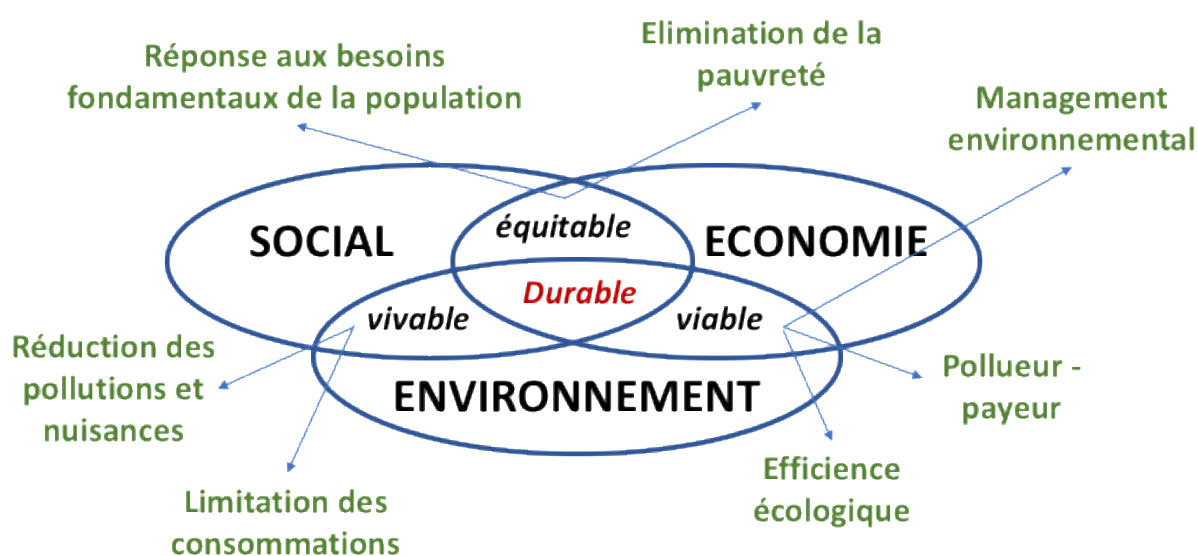 Réponse aux besoins
fondamentaux de la population
Elimination de la
pauvreté
Management
environnemental
SOCIAL
équitable
ECONOMIE
Durable
vivable
viable
Réduction des
pollutions et
nuisances
ENVIRONNEMENT
Pollueur -
payeur
Limitation des
consommations
Efficience
écologique